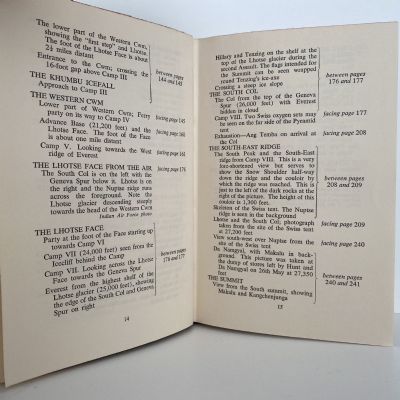 The lower part of the Western Cwm,
showing the "first step" and Lhotse.
The foot of the Lhotse Face is about
2½ miles distant
between pages
144 and 145
Entrance to the Cwm; crossing the
16-foot gap above Camp III
THE KHUMBU ICEFALL
Approach to Camp III
THE WESTERN CWM
Lower part of Western Cwm; Ferry
party on its way to Camp IV
facing page 145
Advance Base (21,200 feet) and the
Lhotse Face. The foot of the Face is
facing page 161
Camp V. Looking towards the West
ridge of Everest
facing page 168
THE LHOTSE FACE FROM THE AIR
facing page 176
The South Col is on the left with the
Geneva Spur below it. Lhotse is on
the right and the Nuptse ridge runs
across the foreground. Note the
Lhotse glacier descending steeply
towards the head of the Western Cwm
Indian Air Force photo
THE LHOTSE FACE
Party at the foot of the Face starting up
towards Camp VI
Camp VII (24,000 feet) seen from the
Icecliff behind the Camp
Camp VII. Looking across the Lhotse
Face towards the Geneva Spur
between pages
176 and 177
Everest from the highest shelf of the
Lhotse glacier (25,000 feet), showing
the edge of the South Col and Geneva
Spur on right
14
Hillary and Tenzing on the shelf at the
top of the Lhotse glacier during the
second Assault. The flags intended
for the Summit can be seen wrapped
round Tenzing's ice-axe
Crossing a steep ice slope
between pages
176 and 177
THE SOUTH COL
The Col from the top of the Geneva
Spur (26,000 feet) with Everest
hidden in cloud
facing page 177
Camp VIII. Two Swiss oxygen sets may
be seen on the far side of the Pyramid
tent
Exhaustion—Ang Temba on arrival at
the Col
facing page 208
THE SOUTH-EAST RIDGE
The South Peak and the South-East
ridge from Camp VIII. This is a very
fore-shortened view but serves to
show the Snow Shoulder half-way
down the ridge and the couloir by
which the ridge was reached. This is
just to the left of the dark rocks at the
right of the picture. The height of this
couloir is 1,300 feet.
Skeleton of the Swiss tent. The Nuptse
ridge is seen in the background
between pages
208 and 209
Lhotse and the South Col; photograph
taken from the site of the Swiss tent
at 27,200 feet
facing page 209
View south-west over Nuptse from the
site of the Swiss tent
facing page 240
Da Namgyal, with Makalu in back-
ground. This picture was taken at
the dump of stores left by Hunt and
Da Namgyal on 26th May at 27,350
feet
between pages
240 and 241
THE SUMMIT
View from the South summit, showing
Makalu and Kangchenjunga
15